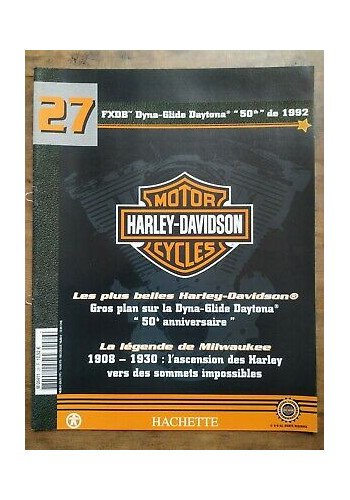 27
FXDB™ Dyna-Glide Daytona® "50th" de 1992
MOTOR
HARLEY-DAVIDSON
CYCLES
Les plus belles Harley-Davidson®
Gros plan sur la Dyna-Glide Daytona®
"50e anniversaire"
La légende de Milwaukee
1908 – 1930 : l'ascension des Harley
vers des sommets impossibles
HACHETTE